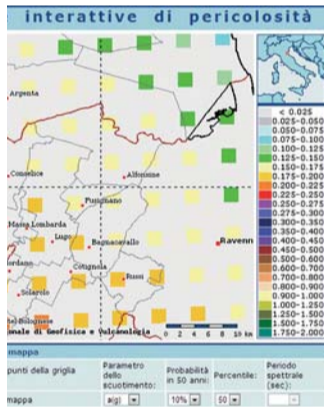 interattive di pericolosità
Argenta
Conselice
Alfonsine
Fusignano
Massa Lombarda
Lugo
Bagnacavallo
Ravenn
ordano
Cotignola
Russi
Solarolo
tel Bolognese
nale di Geofisica e Vulcanologia
0 2 4 6 8 10 km
< 0.025
0.025-0.050
0.050-0.075
0.075-0.100
0.100-0.125
0.125-0.150
0.150-0.175
0.175-0.200
0.200-0.225
0.225-0.250
0.250-0.275
0.275-0.300
0.300-0.350
0.350-0.400
0.400-0.450
0.450-0.500
0.500-0.600
0.600-0.700
0.700-0.800
0.800-0.900
0.900-1.000
1.000-1.250
1.250-1.500
1.500-1.750
1.750-2.000
mappa
punti della griglia
Parametro dello scuotimento:
Probabilità in 50 anni:
Percentile:
Periodo spettrale (sec):
mappa
a(g)
10%
50